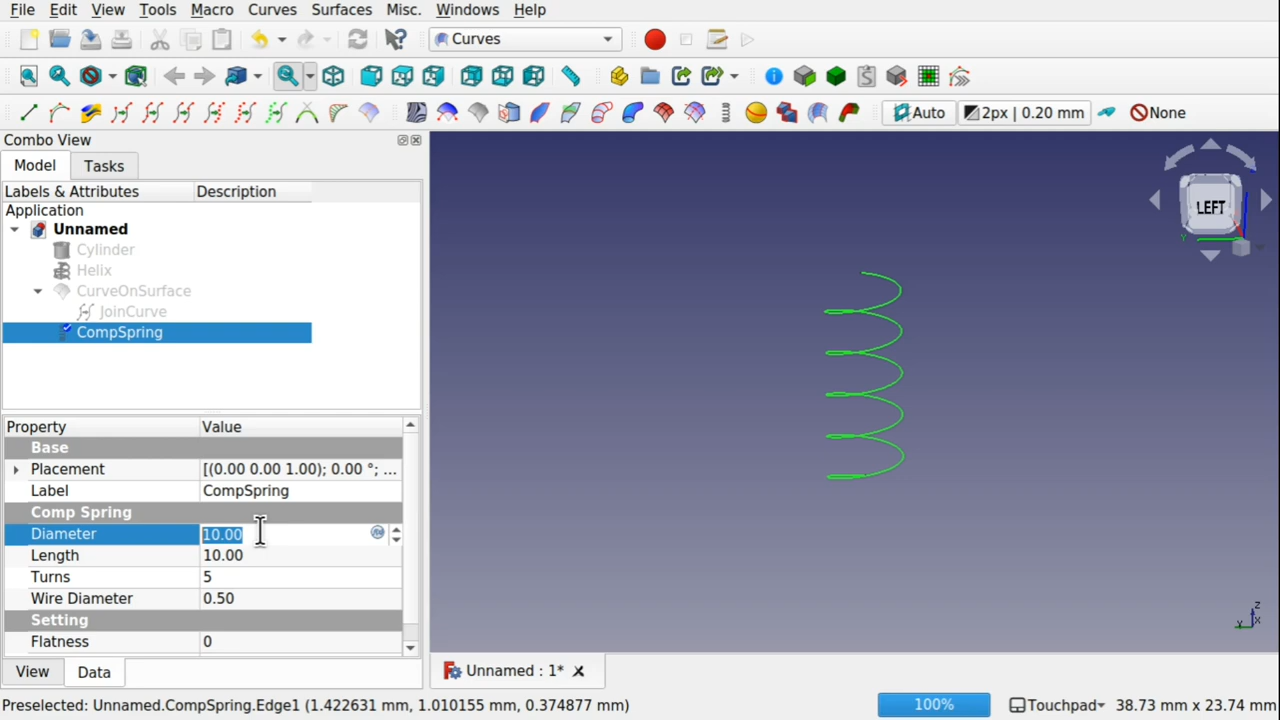 File Edit View Tools Macro Curves Surfaces Misc. Windows Help
Curves
Auto 2px | 0.20 mm None
Combo View
Model Tasks
Labels & Attributes Description
Application
Unnamed
Cylinder
Helix
CurveOnSurface
JoinCurve
CompSpring
LEFT
Y
Property Value
Base
Placement [(0.00 0.00 1.00); 0.00 °; ...
Label CompSpring
Comp Spring
Diameter 10.00
Length 10.00
Turns 5
Wire Diameter 0.50
Setting
Flatness 0
Z
Y X
View Data
Unnamed : 1*
Preselected: Unnamed.CompSpring.Edge1 (1.422631 mm, 1.010155 mm, 0.374877 mm) 100% Touchpad 38.73 mm x 23.74 mm